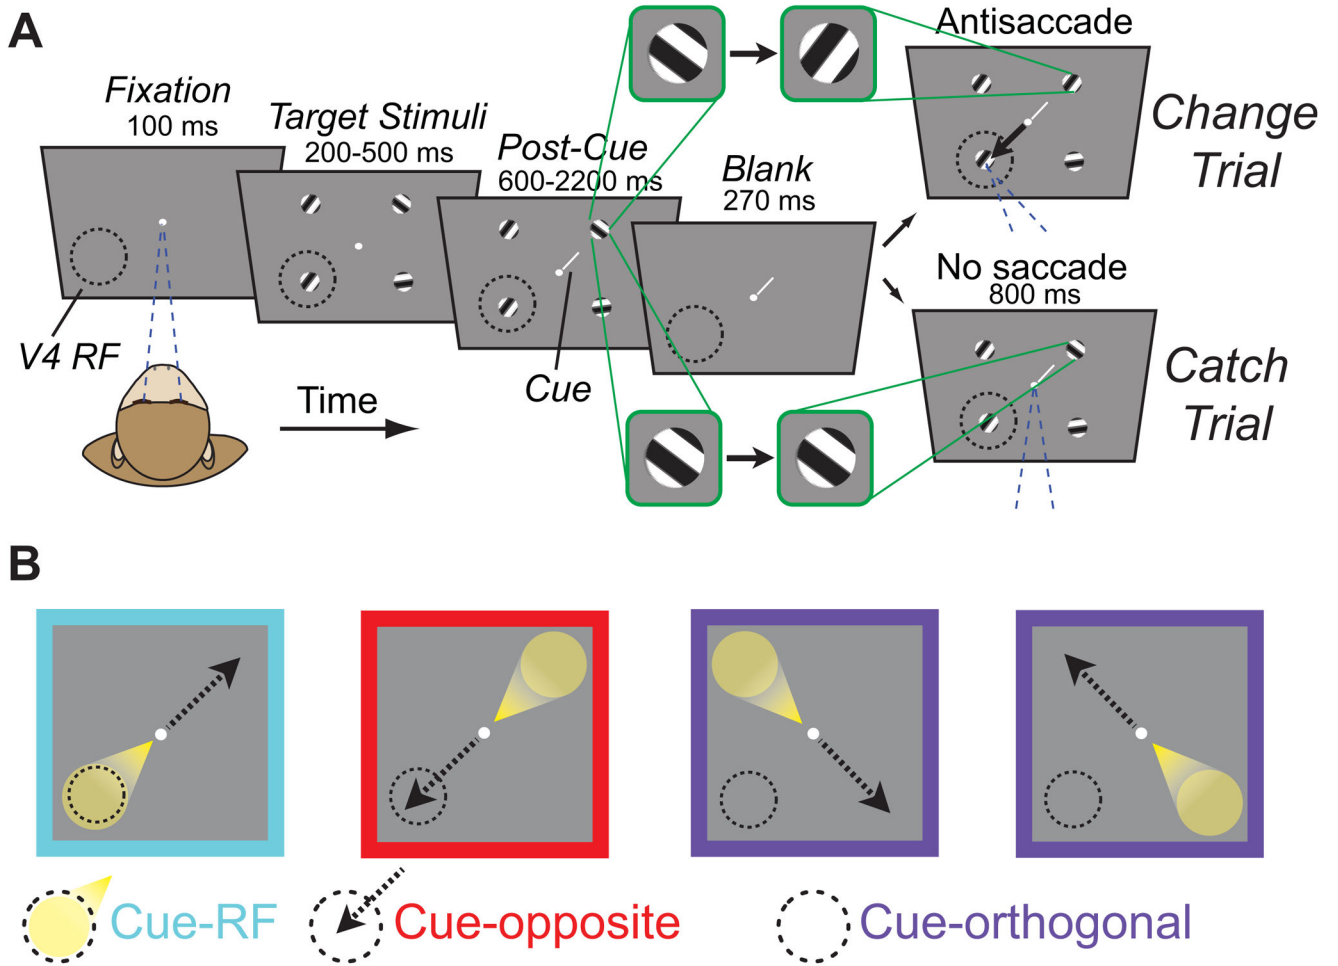 A
Fixation
100 ms
Target Stimuli
200-500 ms
Post-Cue
600-2200 ms
Blank
270 ms
Antisaccade
Change
Trial
No saccade
800 ms
Catch
Trial
V4 RF
Cue
Time
B
Cue-RF
Cue-opposite
Cue-orthogonal